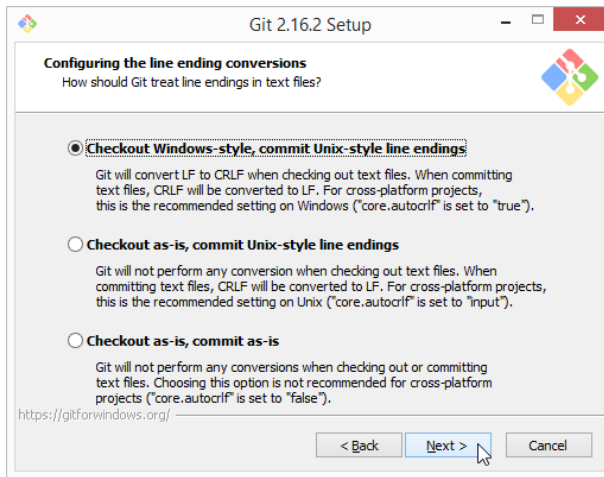 Git 2.16.2 Setup
Configuring the line ending conversions
How should Git treat line endings in text files?
Checkout Windows-style, commit Unix-style line endings
Git will convert LF to CRLF when checking out text files. When committing
text files, CRLF will be converted to LF. For cross-platform projects,
this is the recommended setting on Windows ("core.autocrlf" is set to "true").
Checkout as-is, commit Unix-style line endings
Git will not perform any conversion when checking out text files. When
committing text files, CRLF will be converted to LF. For cross-platform projects,
this is the recommended setting on Unix ("core.autocrlf" is set to "input").
Checkout as-is, commit as-is
Git will not perform any conversions when checking out or committing
text files. Choosing this option is not recommended for cross-platform
projects ("core.autocrlf" is set to "false").
https://gitforwindows.org/
< Back
Next >
Cancel